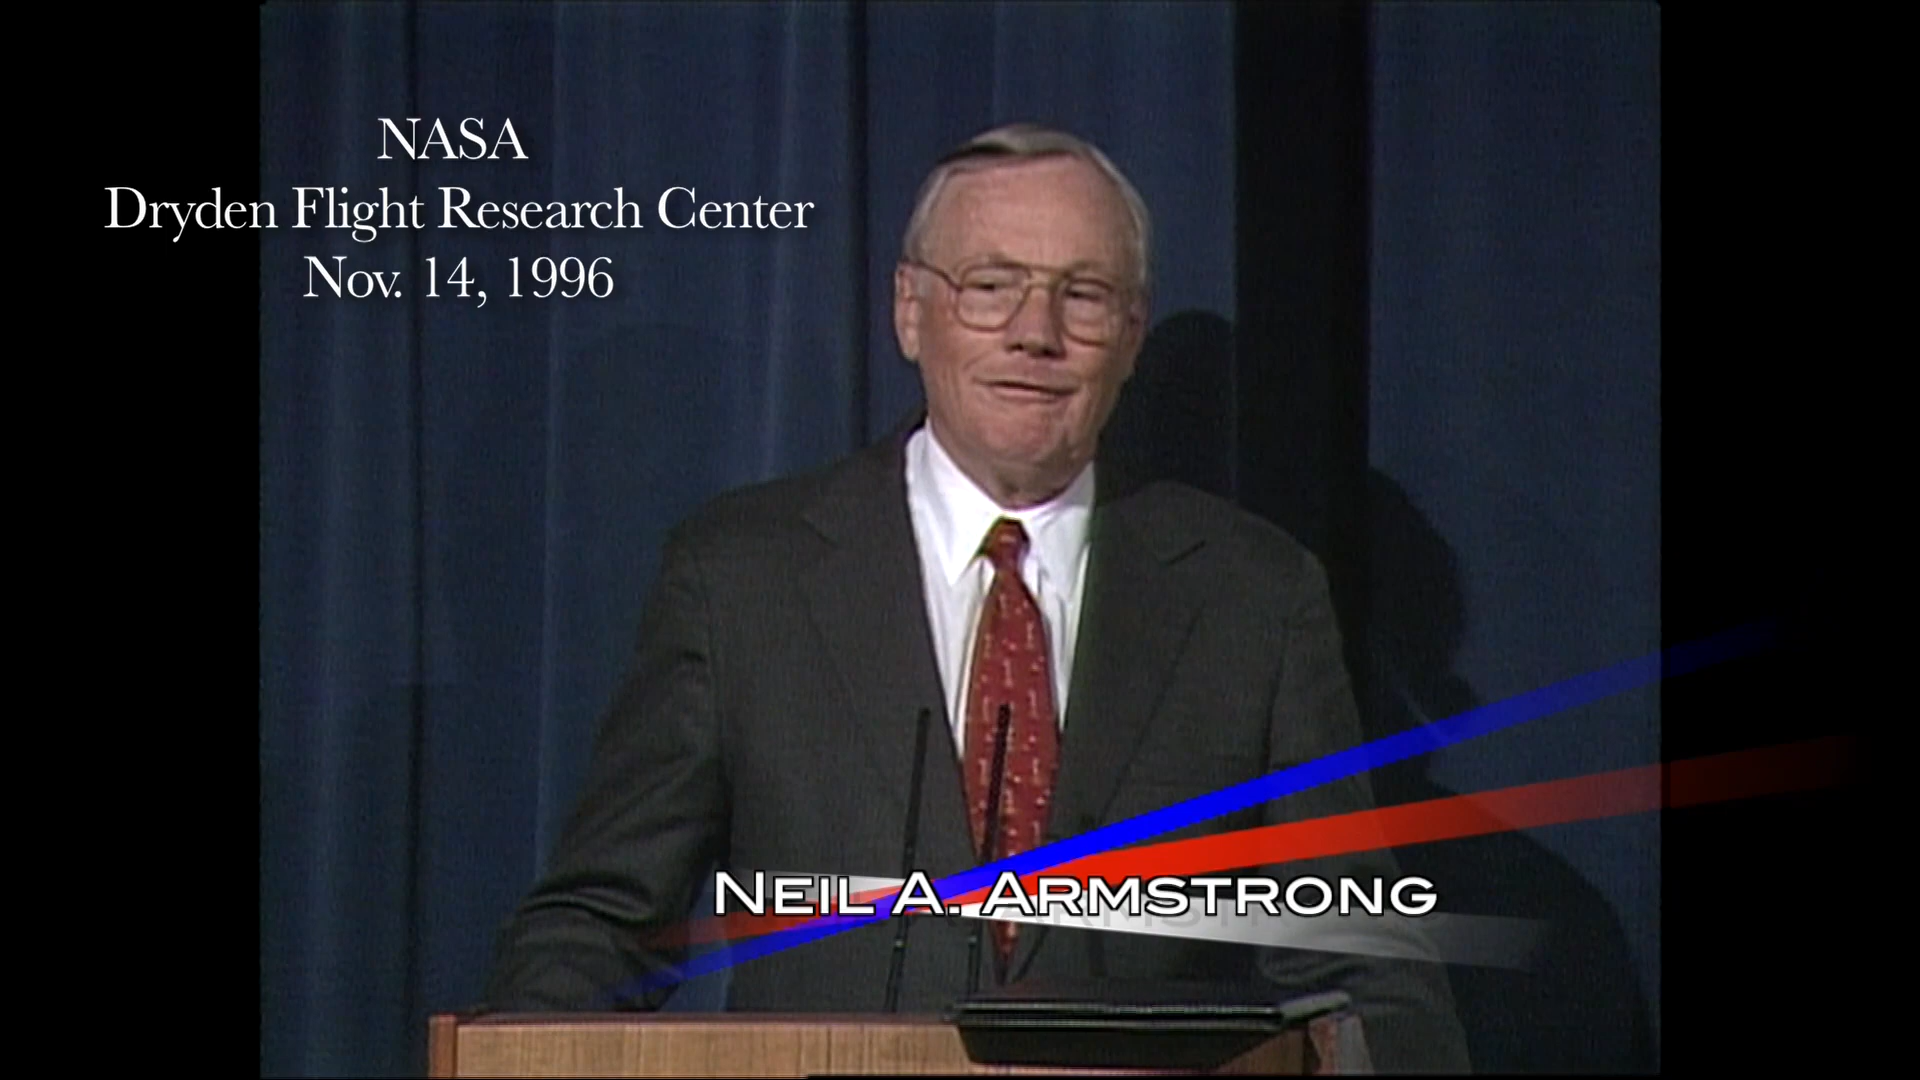 NASA
Dryden Flight Research Center
Nov. 14, 1996
NEIL A. ARMSTRONG